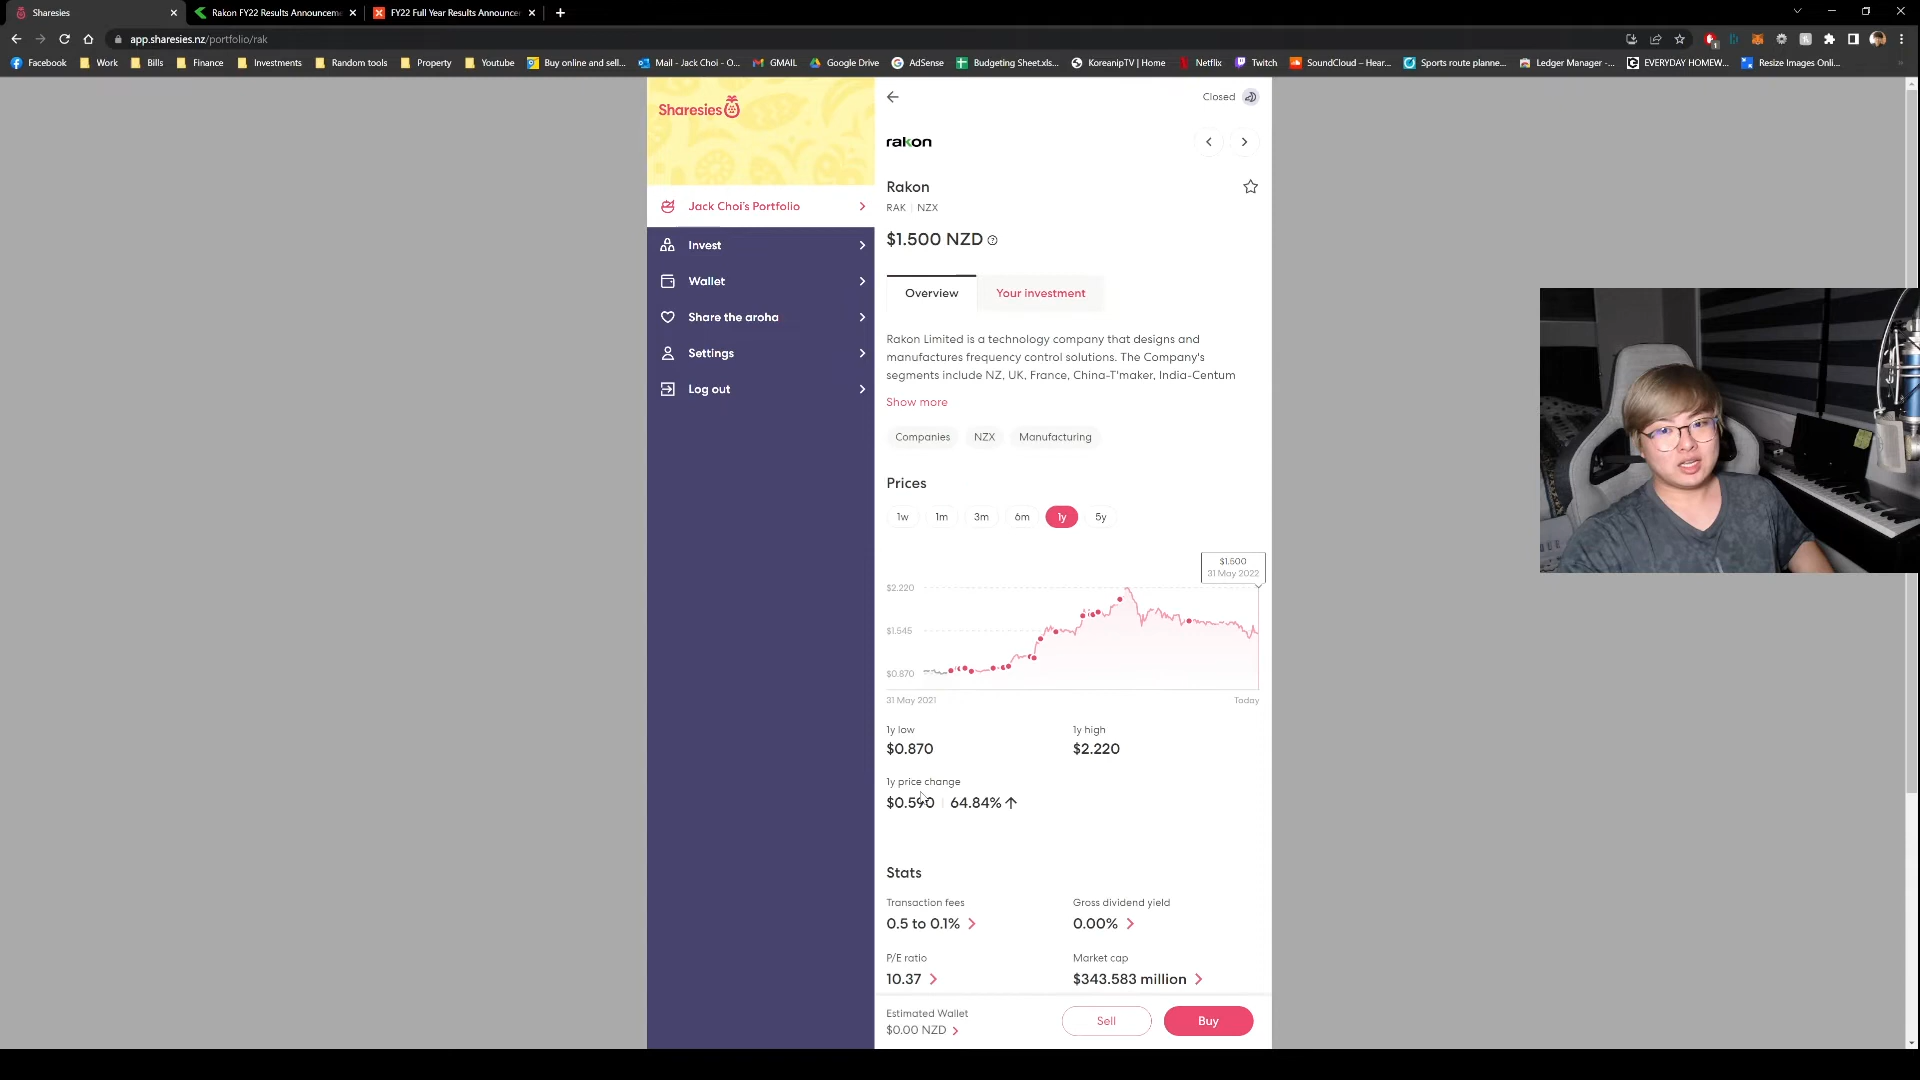 Sharesies
Rakon FY22 Results Announcem
FY22 Full Year Results Announce
app.sharesies.nz/portfolio/rak
Facebook
Work
Bills
Finance
Investments
Random tools
Property
Youtube
Buy online and sell...
Mail - Jack Choi - O...
GMAIL
Google Drive
AdSense
Budgeting Sheet.xls...
KoreanipTV | Home
Netflix
Twitch
SoundCloud – Hear...
Sports route planne...
Ledger Manager -...
EVERYDAY HOMEW...
Resize Images Onli...
Sharesies
Jack Choi's Portfolio
Invest
Wallet
Share the aroha
Settings
Log out
Closed
rakon
Rakon
RAK | NZX
$1.500 NZD
Overview
Your investment
Rakon Limited is a technology company that designs and
manufactures frequency control solutions. The Company's
segments include NZ, UK, France, China-T'maker, India-Centum
Show more
Companies
NZX
Manufacturing
Prices
1w
1m
3m
6m
1y
5y
$1.500
31 May 2022
$2.220
$1.545
$0.870
31 May 2021
Today
1y low
1y high
$0.870
$2.220
1y price change
$0.590 | 64.84%
Stats
Transaction fees
Gross dividend yield
0.5 to 0.1%
0.00%
P/E ratio
Market cap
10.37
$343.583 million
Estimated Wallet
$0.00 NZD
Sell
Buy